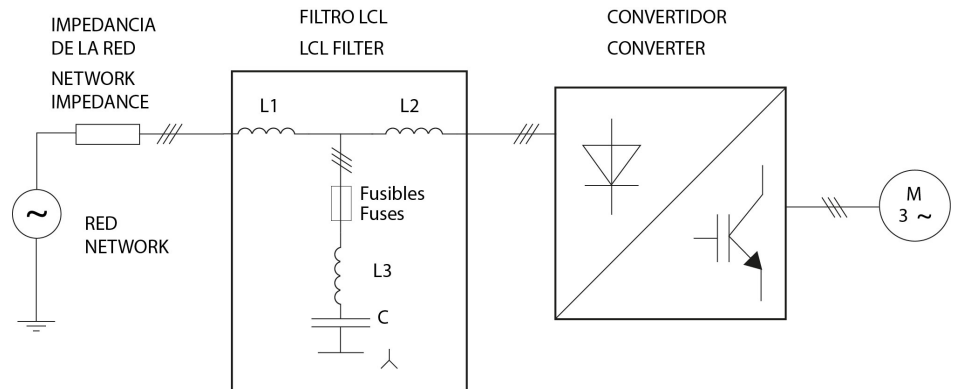 IMPEDANCIA
DE LA RED
NETWORK
IMPEDANCE
FILTRO LCL
LCL FILTER
CONVERTIDOR
CONVERTER
L1
L2
Fusibles
Fuses
L3
C
RED
NETWORK
M
3 ~